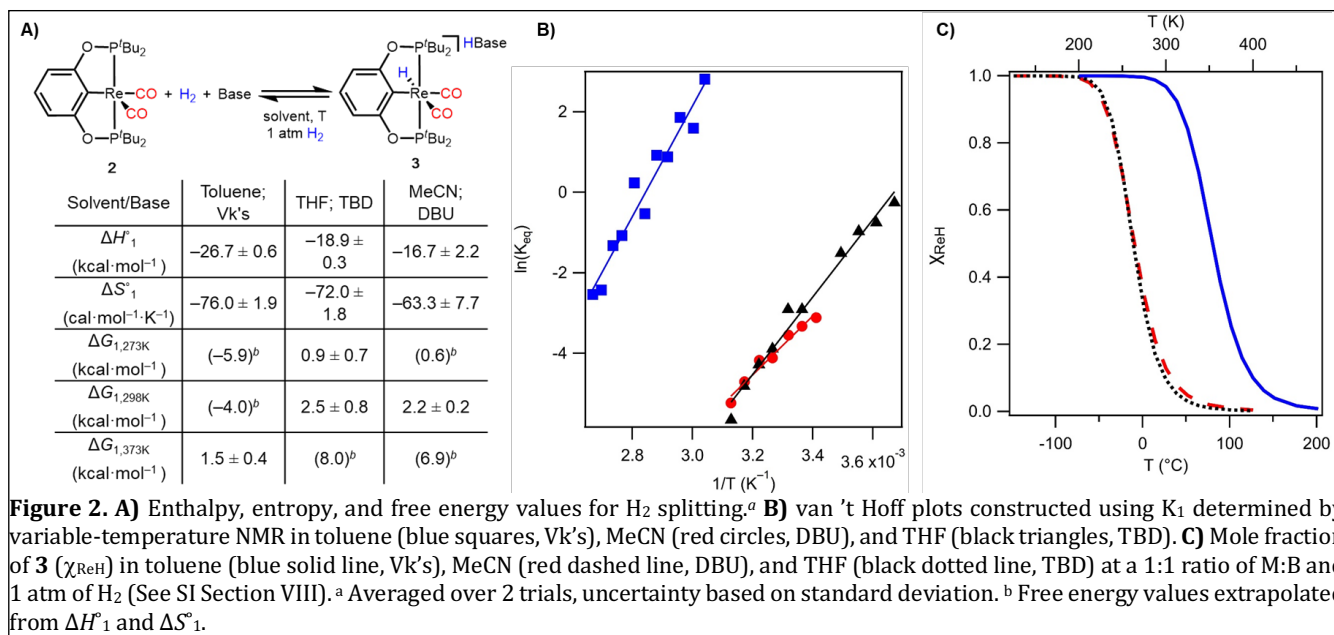 A)
O—PᵗBu₂
Re—CO
CO
O—PᵗBu₂
2
+ H₂ + Base
solvent, T
1 atm H₂
O—PᵗBu₂ ⌉ HBase
H
Re—CO
CO
O—PᵗBu₂
3
Solvent/Base Toluene; Vk's THF; TBD MeCN; DBU
ΔH°₁ (kcal·mol⁻¹) −26.7 ± 0.6 −18.9 ± 0.3 −16.7 ± 2.2
ΔS°₁ (cal·mol⁻¹·K⁻¹) −76.0 ± 1.9 −72.0 ± 1.8 −63.3 ± 7.7
ΔG₁,₂₇₃K (kcal·mol⁻¹) (−5.9)ᵇ 0.9 ± 0.7 (0.6)ᵇ
ΔG₁,₂₉₈K (kcal·mol⁻¹) (−4.0)ᵇ 2.5 ± 0.8 2.2 ± 0.2
ΔG₁,₃₇₃K (kcal·mol⁻¹) 1.5 ± 0.4 (8.0)ᵇ (6.9)ᵇ
B)
ln(Keq)
2
0
-2
-4
2.8 3.0 3.2 3.4 3.6 x10⁻³
1/T (K⁻¹)
C)
T (K)
200 300 400
χReH
1.0
0.8
0.6
0.4
0.2
0.0
-100 0 100 200
T (°C)
Figure 2. A) Enthalpy, entropy, and free energy values for H₂ splitting.ᵃ B) van 't Hoff plots constructed using K₁ determined by
variable-temperature NMR in toluene (blue squares, Vk's), MeCN (red circles, DBU), and THF (black triangles, TBD). C) Mole fraction
of 3 (χReH) in toluene (blue solid line, Vk's), MeCN (red dashed line, DBU), and THF (black dotted line, TBD) at a 1:1 ratio of M:B and
1 atm of H₂ (See SI Section VIII). ᵃ Averaged over 2 trials, uncertainty based on standard deviation. ᵇ Free energy values extrapolated
from ΔH°₁ and ΔS°₁.